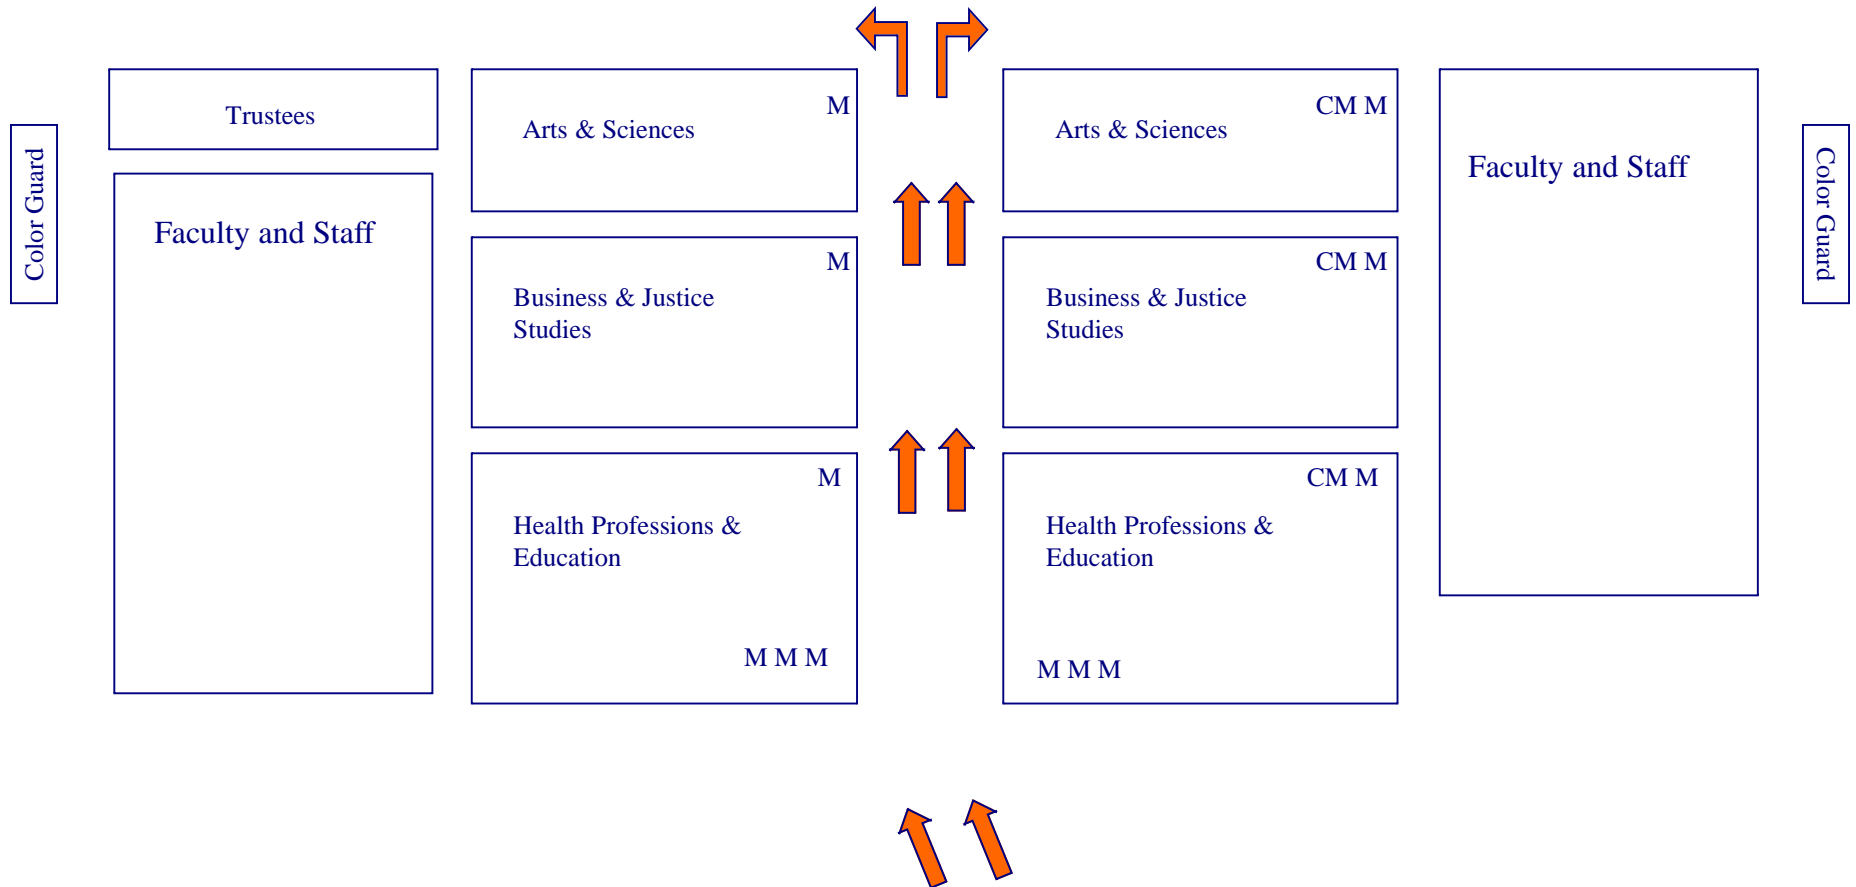 Trustees
Color Guard
Faculty and Staff
M
Arts & Sciences
M
Business & Justice
Studies
M
Health Professions &
Education
M M M
CM M
Arts & Sciences
CM M
Business & Justice
Studies
CM M
Health Professions &
Education
M M M
Faculty and Staff
Color Guard